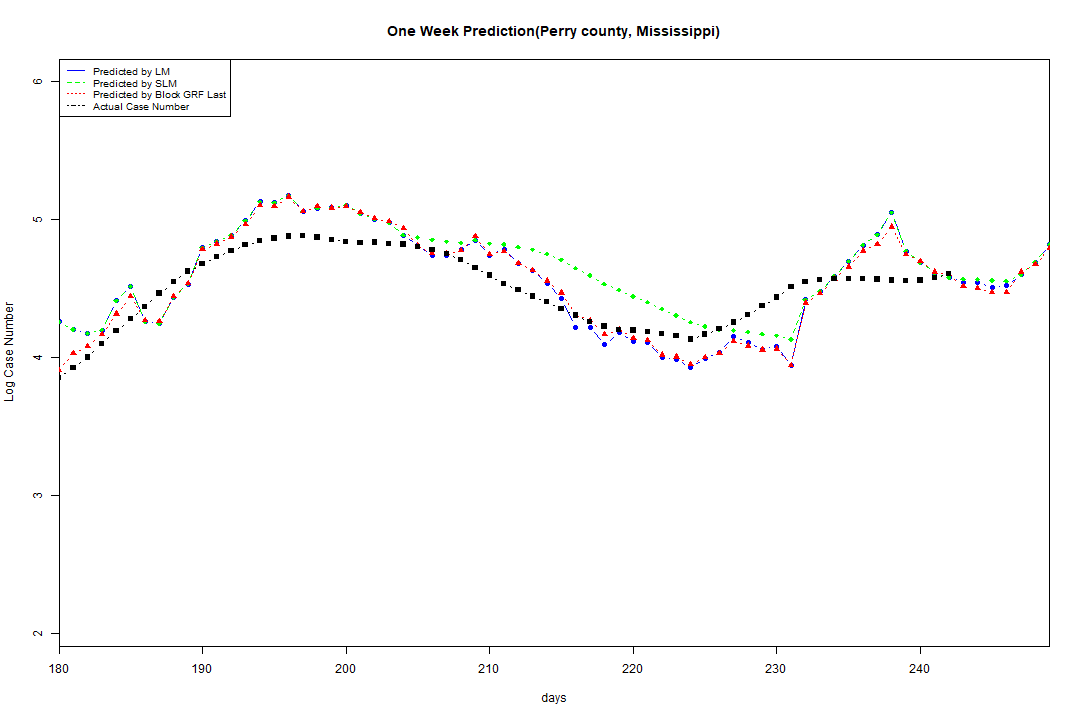 One Week Prediction(Perry county, Mississippi)
Predicted by LM
Predicted by SLM
Predicted by Block GRF Last
Actual Case Number
6
5
4
3
2
Log Case Number
180 190 200 210 220 230 240
days